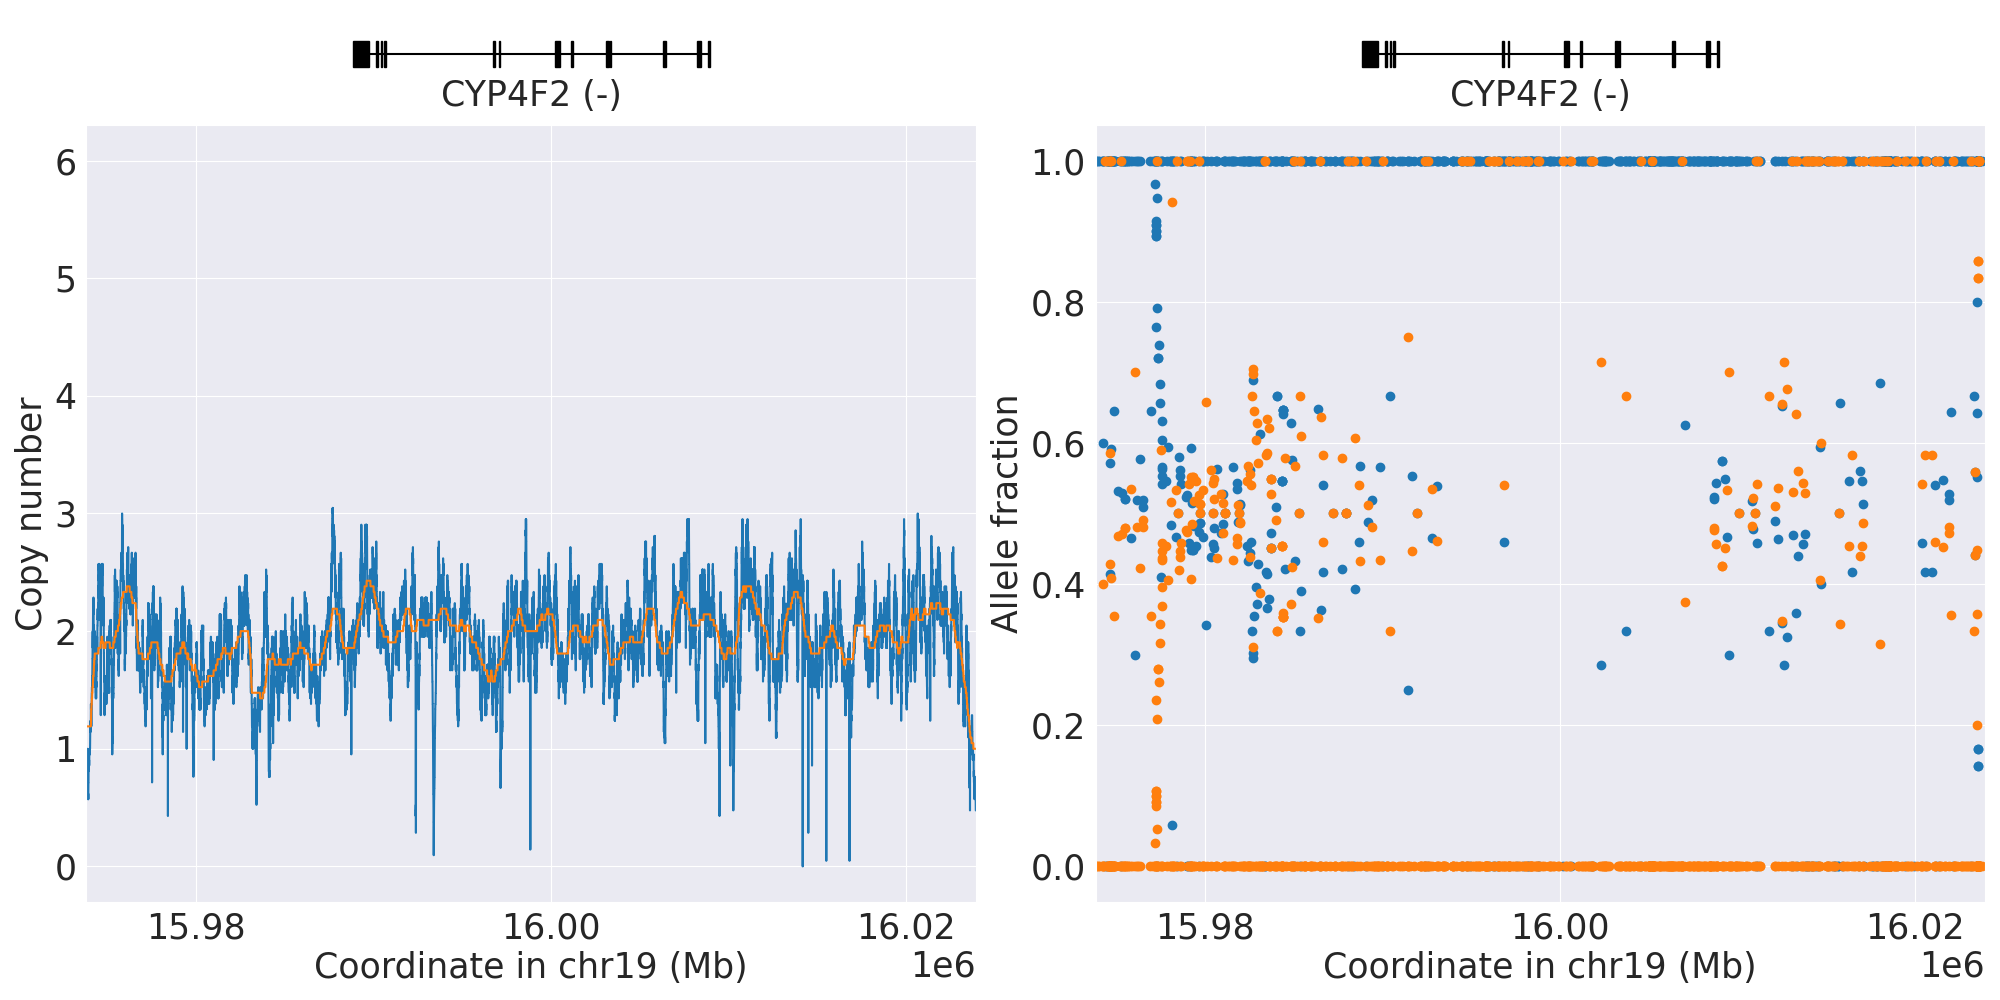 CYP4F2 (-)
6
5
4
3
2
1
0
Copy number
15.98
16.00
16.02
Coordinate in chr19 (Mb)
1e6
CYP4F2 (-)
1.0
0.8
0.6
0.4
0.2
0.0
Allele fraction
15.98
16.00
16.02
Coordinate in chr19 (Mb)
1e6